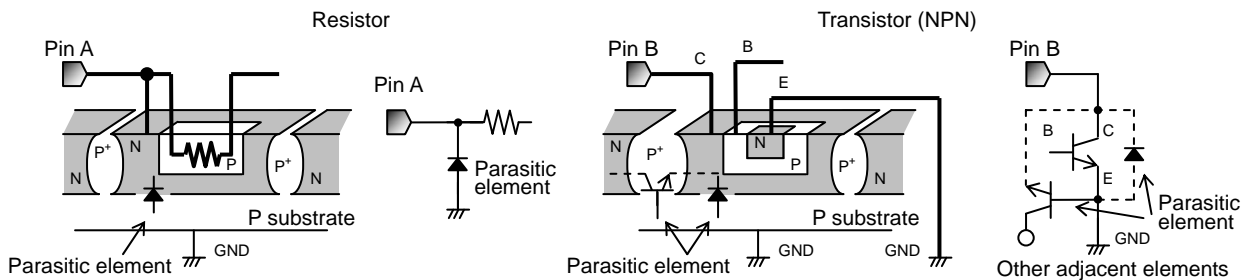 Resistor
Transistor (NPN)
Pin A
Pin A
N
P+
N
P
P+
N
Parasitic
element
P substrate
Parasitic element
GND
Pin B
C
B
E
N
P+
N
N
P
P+
N
P substrate
Parasitic element
GND
GND
Pin B
B
C
E
Parasitic
element
GND
Other adjacent elements